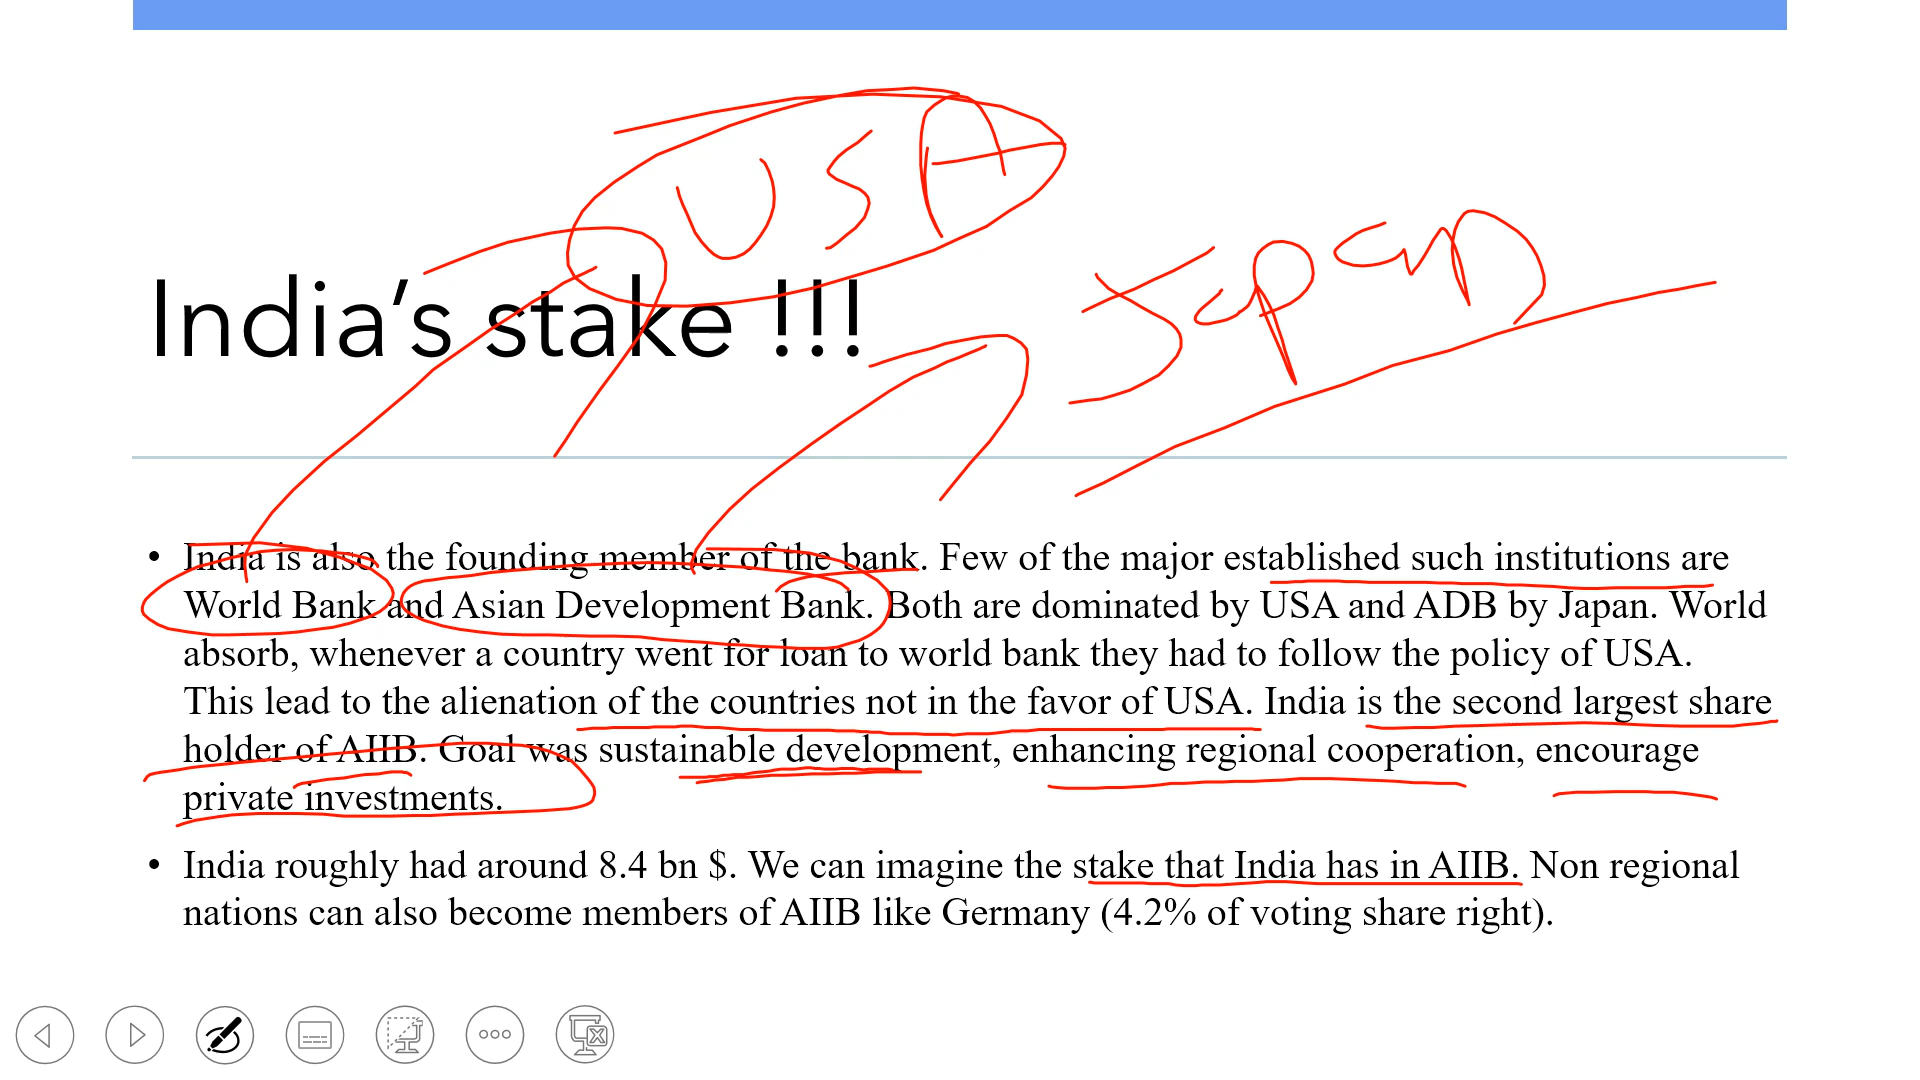 USA
Japan
India’s stake !!!
• India is also the founding member of the bank. Few of the major established such institutions are
World Bank and Asian Development Bank. Both are dominated by USA and ADB by Japan. World
absorb, whenever a country went for loan to world bank they had to follow the policy of USA.
This lead to the alienation of the countries not in the favor of USA. India is the second largest share
holder of AIIB. Goal was sustainable development, enhancing regional cooperation, encourage
private investments.
• India roughly had around 8.4 bn $. We can imagine the stake that India has in AIIB. Non regional
nations can also become members of AIIB like Germany (4.2% of voting share right).